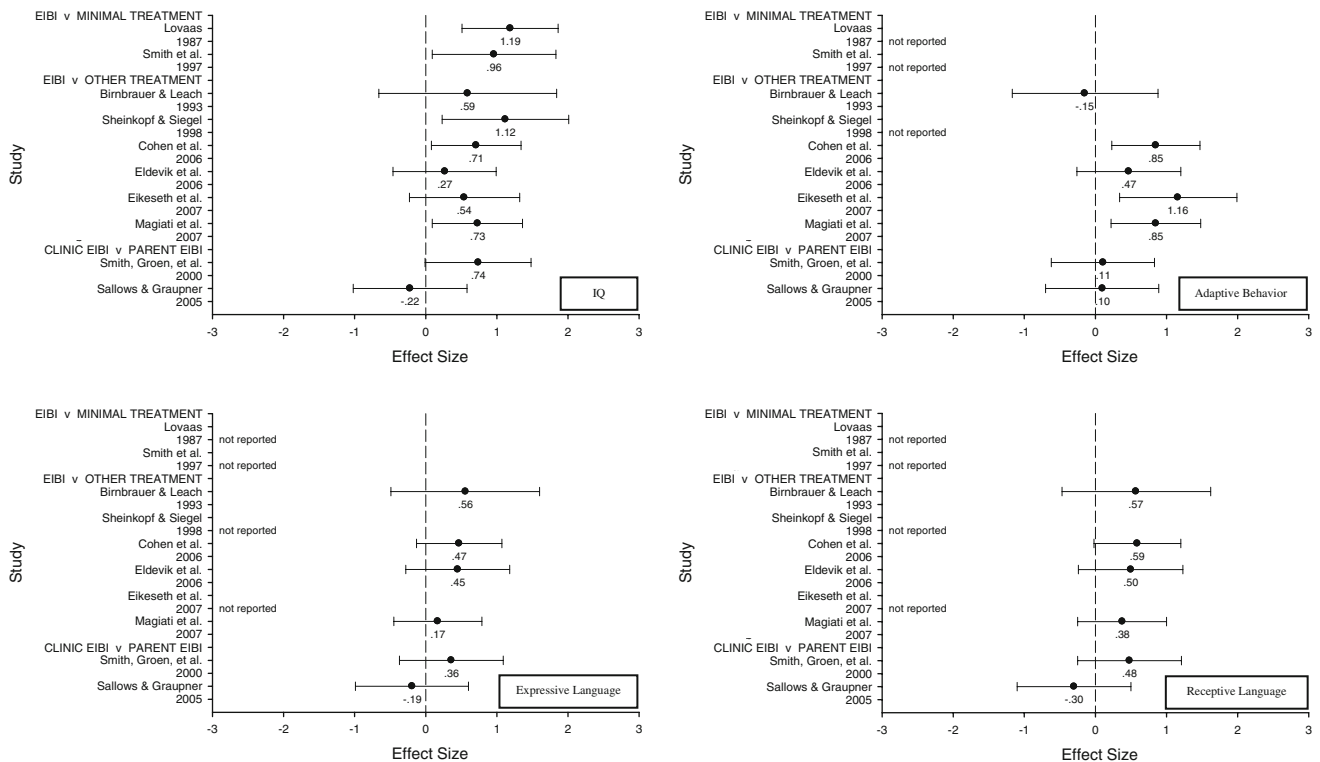 EIBI v MINIMAL TREATMENT
Lovaas
1987
1.19
Smith et al.
1997
.96
EIBI v OTHER TREATMENT
Birnbrauer & Leach
1993
.59
Sheinkopf & Siegel
1998
1.12
Cohen et al.
2006
.71
Eldevik et al.
2006
.27
Eikeseth et al.
2007
.54
Magiati et al.
2007
.73
CLINIC EIBI v PARENT EIBI
Smith, Groen, et al.
2000
.74
Sallows & Graupner
2005
-.22
IQ
Study
-3 -2 -1 0 1 2 3
Effect Size
EIBI v MINIMAL TREATMENT
Lovaas
1987 not reported
Smith et al.
1997 not reported
EIBI v OTHER TREATMENT
Birnbrauer & Leach
1993
-.15
Sheinkopf & Siegel
1998 not reported
Cohen et al.
2006
.85
Eldevik et al.
2006
.47
Eikeseth et al.
2007
1.16
Magiati et al.
2007
.85
CLINIC EIBI v PARENT EIBI
Smith, Groen, et al.
2000
.11
Sallows & Graupner
2005
.10
Adaptive Behavior
Study
-3 -2 -1 0 1 2 3
Effect Size
EIBI v MINIMAL TREATMENT
Lovaas
1987 not reported
Smith et al.
1997 not reported
EIBI v OTHER TREATMENT
Birnbrauer & Leach
1993
.56
Sheinkopf & Siegel
1998 not reported
Cohen et al.
2006
.47
Eldevik et al.
2006
.45
Eikeseth et al.
2007 not reported
Magiati et al.
2007
.17
CLINIC EIBI v PARENT EIBI
Smith, Groen, et al.
2000
.36
Sallows & Graupner
2005
-.19
Expressive Language
Study
-3 -2 -1 0 1 2 3
Effect Size
EIBI v MINIMAL TREATMENT
Lovaas
1987 not reported
Smith et al.
1997 not reported
EIBI v OTHER TREATMENT
Birnbrauer & Leach
1993
.57
Sheinkopf & Siegel
1998 not reported
Cohen et al.
2006
.59
Eldevik et al.
2006
.50
Eikeseth et al.
2007 not reported
Magiati et al.
2007
.38
CLINIC EIBI v PARENT EIBI
Smith, Groen, et al.
2000
.48
Sallows & Graupner
2005
-.30
Receptive Language
Study
-3 -2 -1 0 1 2 3
Effect Size